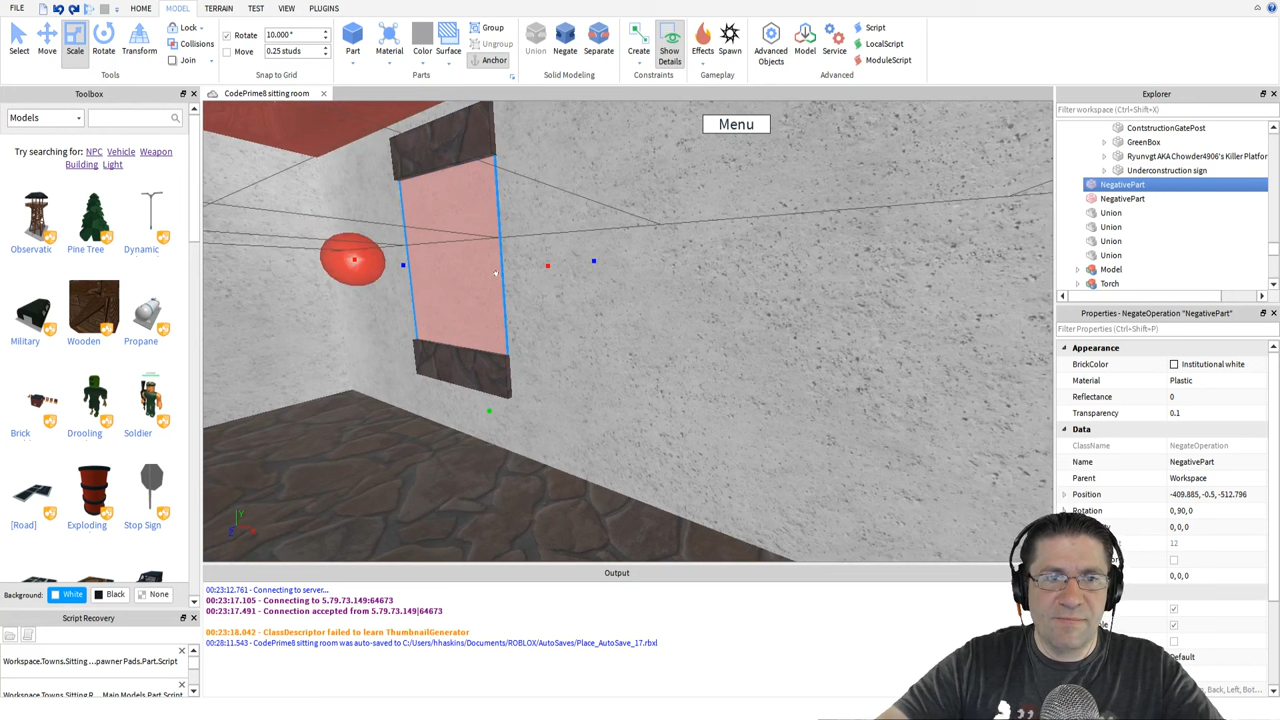 FILE HOME MODEL TERRAIN TEST VIEW PLUGINS
Select Move Scale Rotate Transform
Lock
Collisions
Join
Tools
Rotate 10.000°
Move 0.25 studs
Snap to Grid
Part Material Color Surface
Group
Ungroup
Anchor
Parts
Union Negate Separate
Solid Modeling
Create Show Details
Constraints
Effects Spawn
Gameplay
Advanced Objects Model Service
Script
LocalScript
ModuleScript
Advanced
Toolbox
Models
Try searching for: NPC Vehicle Weapon
Building Light
Observatic Pine Tree Dynamic
Military Wooden Propane
Brick Drooling Soldier
[Road] Exploding Stop Sign
Background: White Black None
Script Recovery
Workspace.Towns.Sitting ...pawner Pads.Part.Script
Workspace.Towns.Sitting R... Main Models Part Script
CodePrime8 sitting room
Menu
Y
Output
00:23:12.761 - Connecting to server...
00:23:17.105 - Connecting to 5.79.73.149:64673
00:23:17.491 - Connection accepted from 5.79.73.149|64673
00:23:18.042 - ClassDescriptor failed to learn ThumbnailGenerator
00:28:11.543 - CodePrime8 sitting room was auto-saved to C:/Users/hhaskins/Documents/ROBLOX/AutoSaves/Place_AutoSave_17.rbxl
Explorer
Filter workspace (Ctrl+Shift+X)
ContstructionGatePost
GreenBox
Ryunvgt AKA Chowder4906's Killer Platfor
Underconstruction sign
NegativePart
NegativePart
Union
Union
Union
Union
Model
Torch
Properties - NegateOperation "NegativePart"
Filter Properties (Ctrl+Shift+P)
Appearance
BrickColor Institutional white
Material Plastic
Reflectance 0
Transparency 0.1
Data
ClassName NegateOperation
Name NegativePart
Parent Workspace
Position -409.885, -0.5, -512.796
Rotation 0,90,0
0,0,0
12
0,0,0
Default